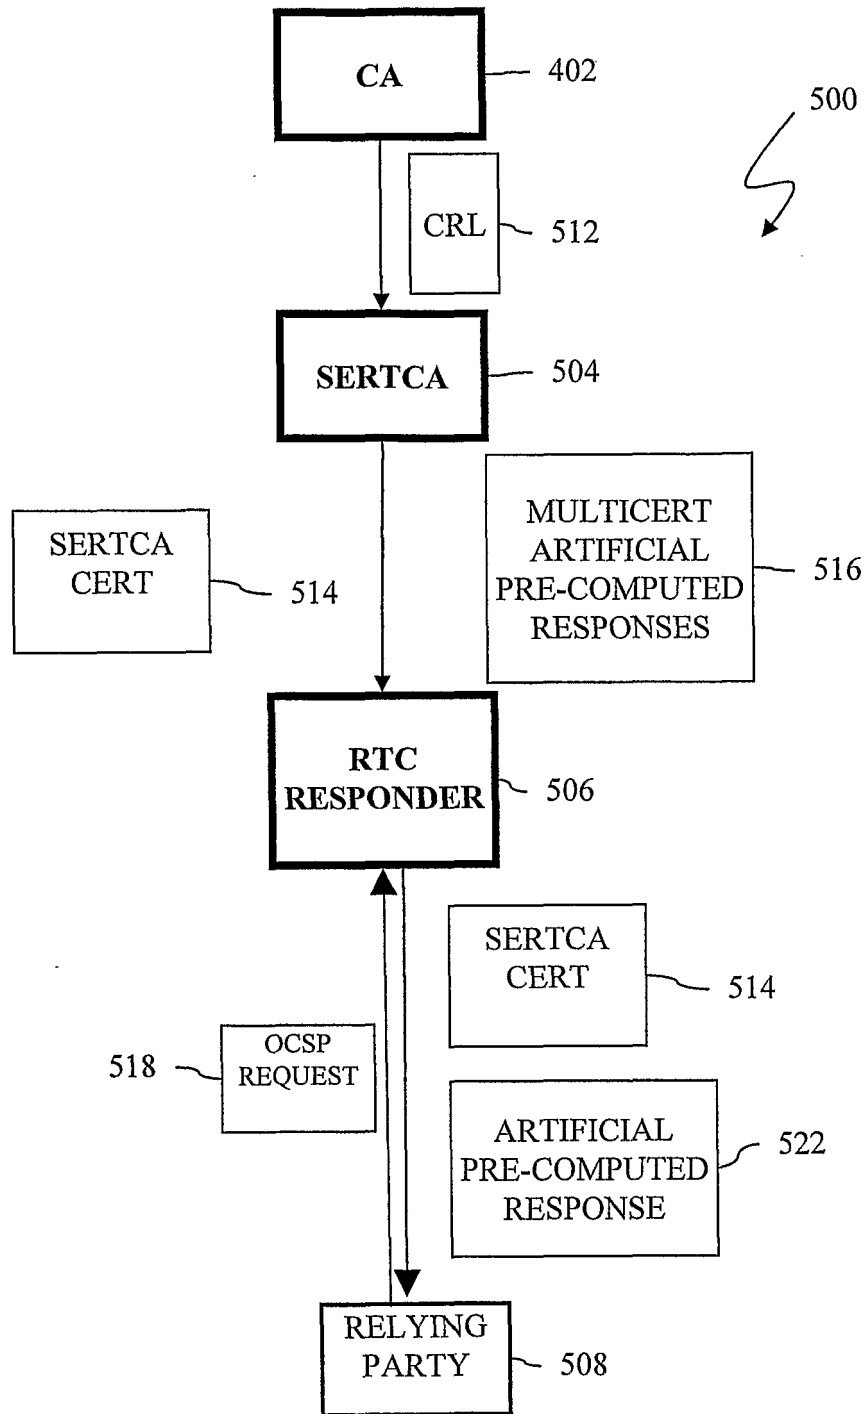 CA
402
500
CRL
512
SERTCA
504
SERTCA
CERT
514
MULTICERT
ARTIFICIAL
PRE-COMPUTED
RESPONSES
516
RTC
RESPONDER
506
SERTCA
CERT
514
518
OCSP
REQUEST
ARTIFICIAL
PRE-COMPUTED
RESPONSE
522
RELYING
PARTY
508